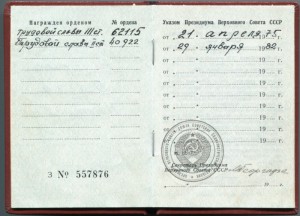 Награжден орденом № ордена
Трудовой славы III ст. 62115
Трудовой славы II ст. 40922
З № 557876
Указом Президиума Верховного Совета СССР
от „21. апреля 75.
от „29. января 1982
от „ 19 г.
от „ 19 г.
от „ 19 г.
от „ 19 г.
от 19 г.
19 г.
19 г.
Секретарь Президиума
Верховного Совета СССР